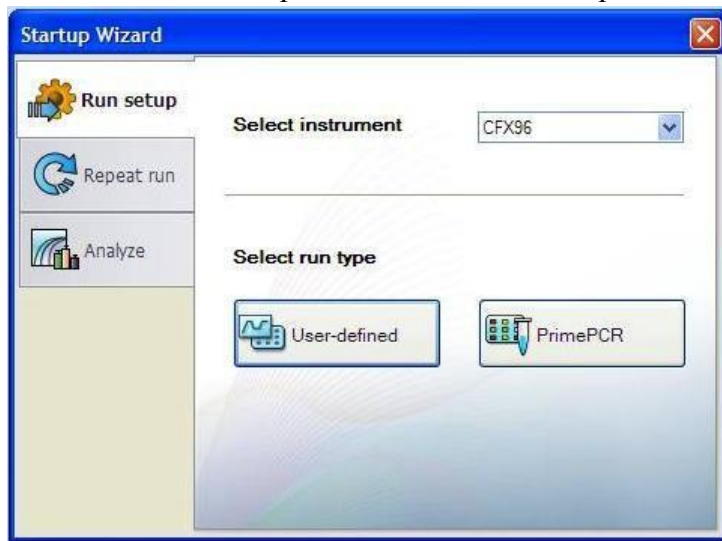 Startup Wizard
Run setup
Repeat run
Analyze
Select instrument
CFX96
Select run type
User-defined
PrimePCR